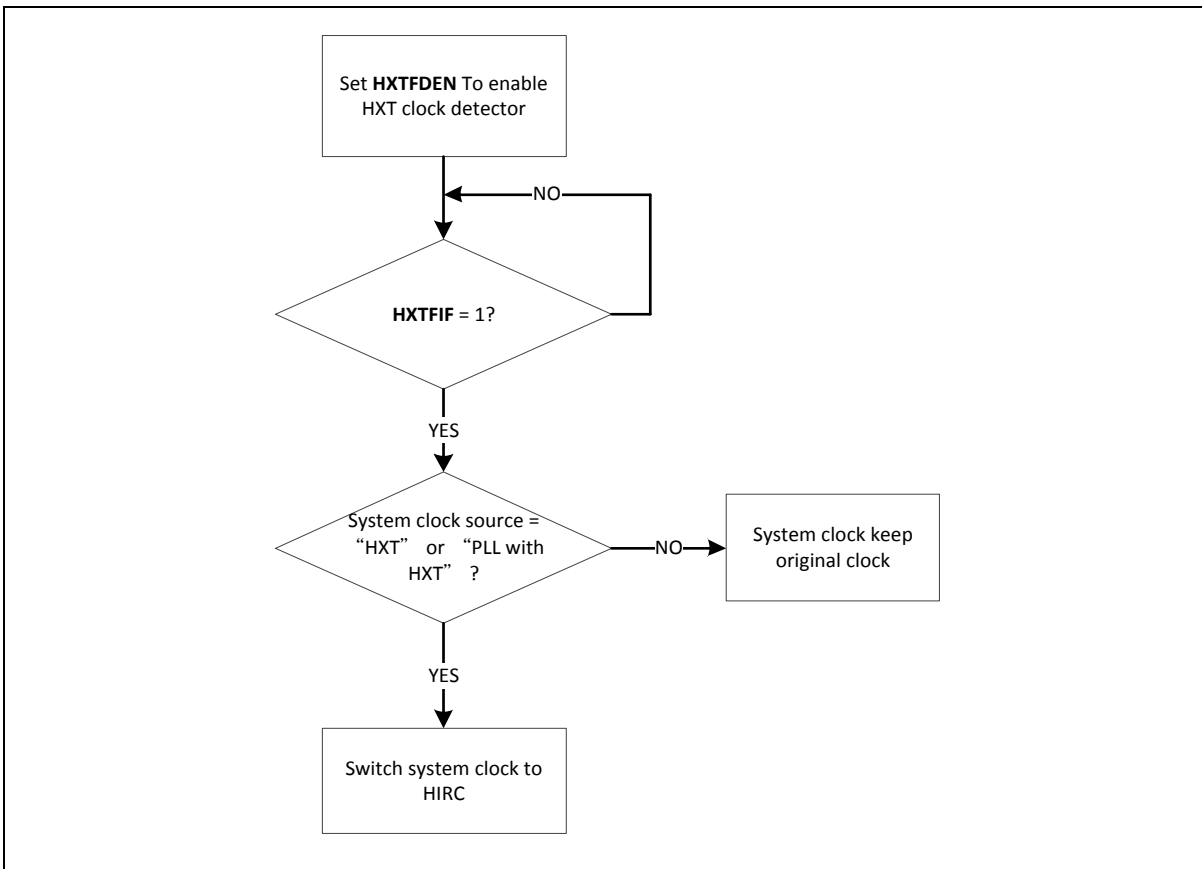 Set HXTFDEN To enable
HXT clock detector
NO
HXTFIF = 1?
YES
System clock source =
“HXT” or “PLL with
HXT” ?
NO
System clock keep
original clock
YES
Switch system clock to
HIRC